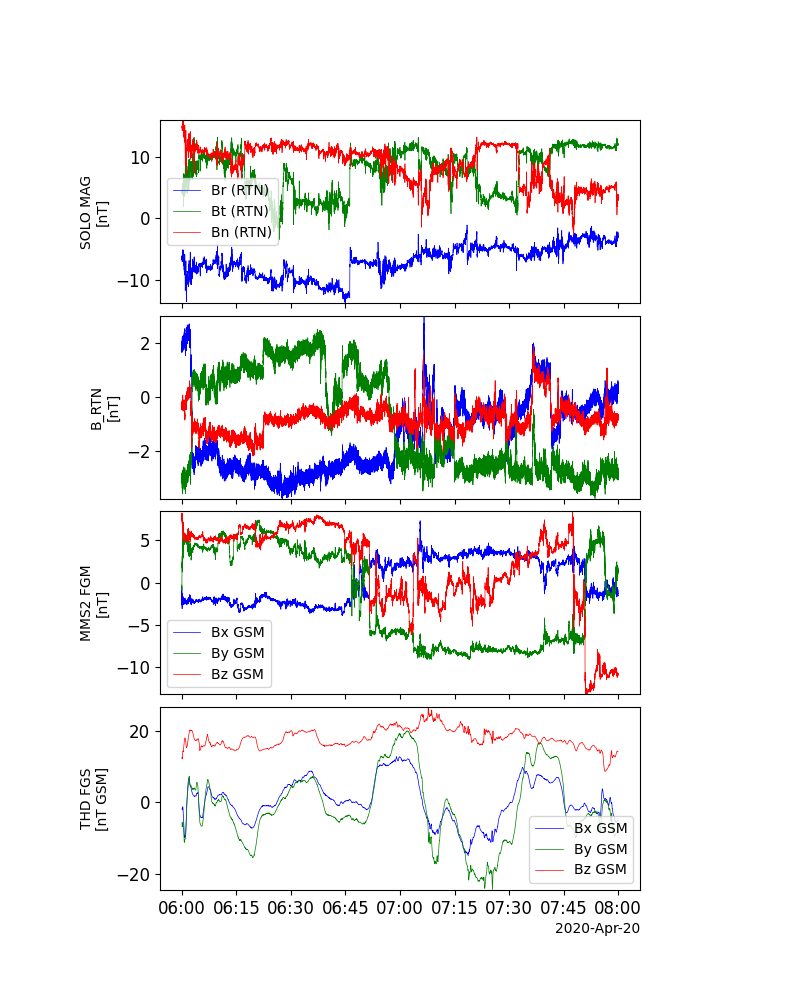 SOLO MAG
[nT]
10
0
−10
Br (RTN)
Bt (RTN)
Bn (RTN)
B_RTN
[nT]
2
0
−2
MMS2 FGM
[nT]
5
0
−5
−10
Bx GSM
By GSM
Bz GSM
THD FGS
[nT GSM]
20
0
−20
Bx GSM
By GSM
Bz GSM
06:00 06:15 06:30 06:45 07:00 07:15 07:30 07:45 08:00
2020-Apr-20